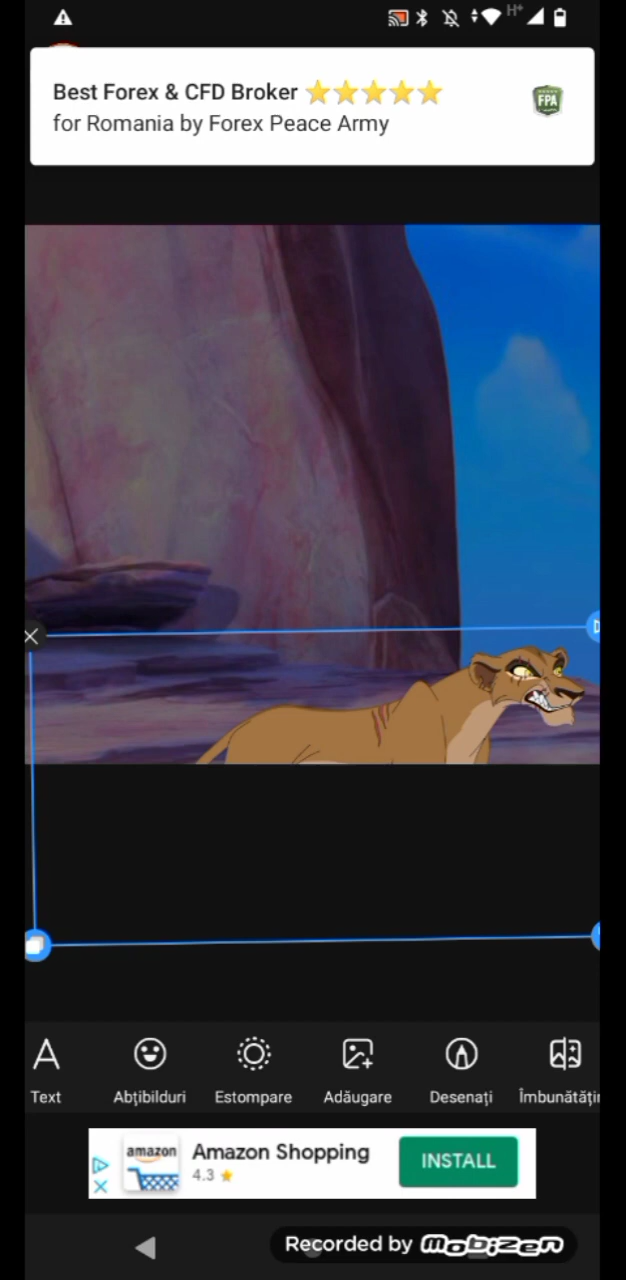 H+
Best Forex & CFD Broker ⭐⭐⭐⭐⭐
for Romania by Forex Peace Army
FPA
Text
Abțibilduri
Estompare
Adăugare
Desenați
Îmbunătăți
amazon
Amazon Shopping
4.3 ★
INSTALL
Recorded by mobizen